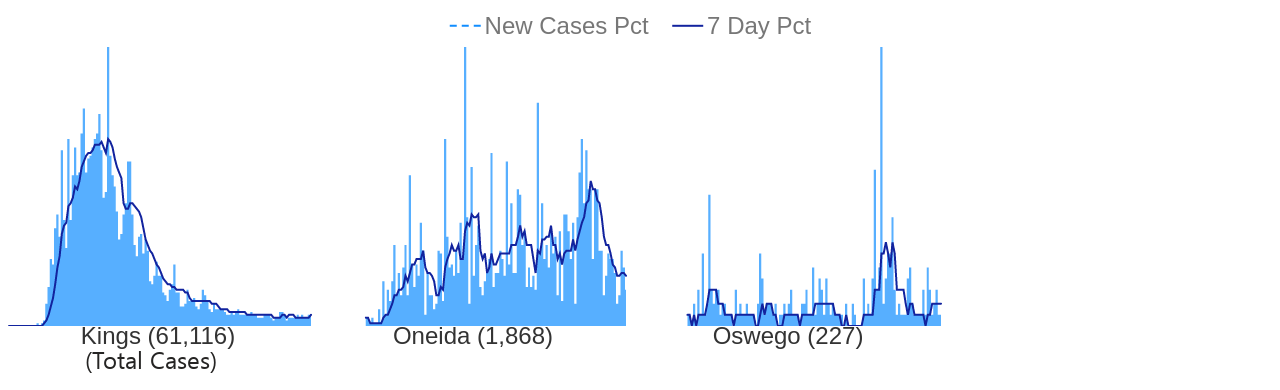 New Cases Pct 7 Day Pct
Kings (61,116) Oneida (1,868) Oswego (227)
(Total Cases)